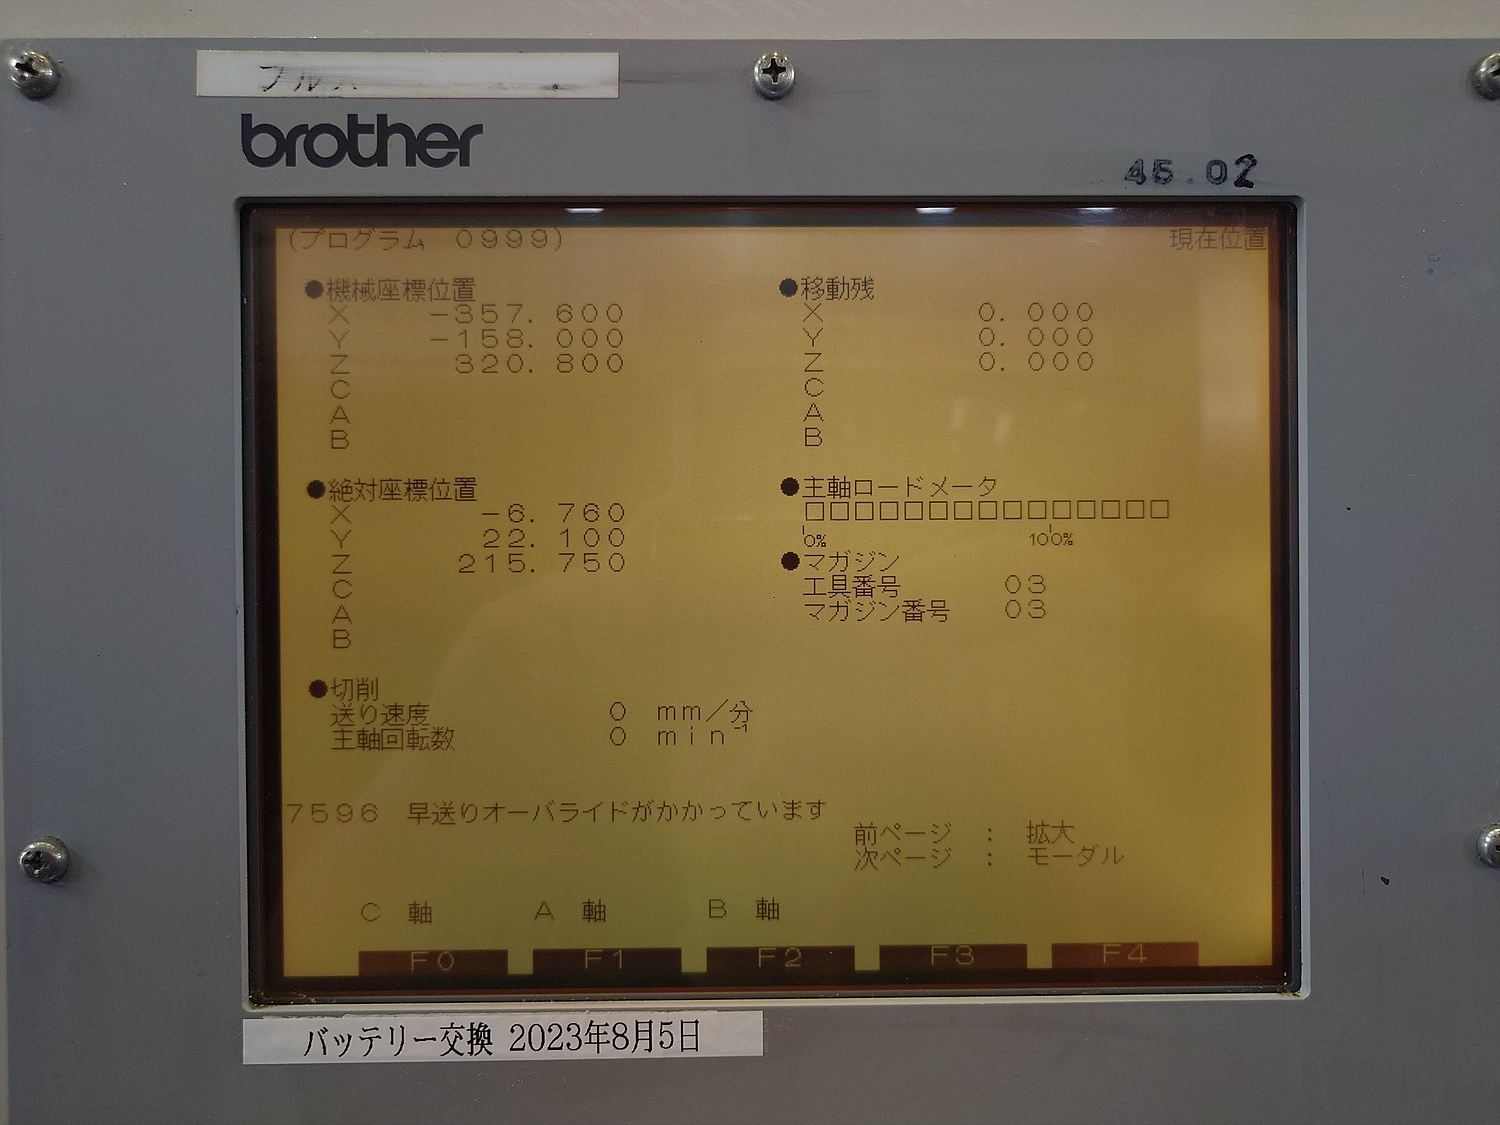 brother
45.02
(プログラム 0999) 現在位置
●機械座標位置
X -357.600
Y -158.000
Z 320.800
C
A
B
●移動残
X 0.000
Y 0.000
Z 0.000
C
A
B
●絶対座標位置
X -6.760
Y 22.100
Z 215.750
C
A
B
●主軸ロードメータ
□□□□□□□□□□□□□□□
0% 100%
●マガジン
工具番号 03
マガジン番号 03
●切削
送り速度 0 mm/分
主軸回転数 0 min⁻¹
7596 早送りオーバライドがかかっています
前ページ : 拡大
次ページ : モーダル
C 軸 A 軸 B 軸
F0 F1 F2 F3 F4
バッテリー交換 2023年8月5日